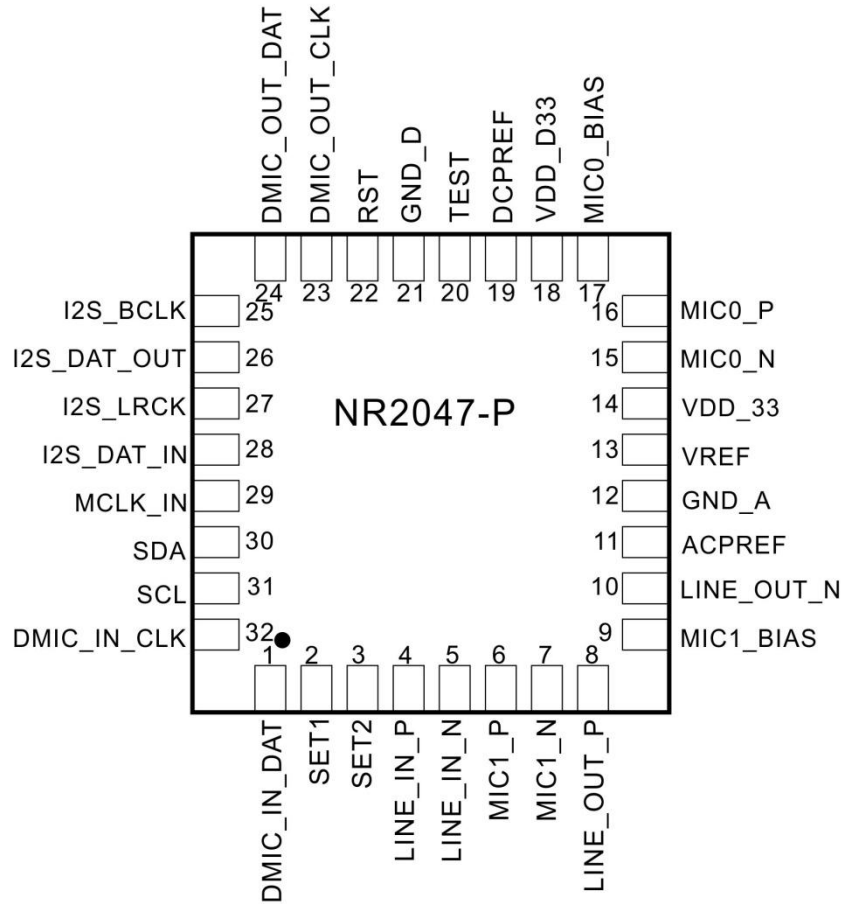 DMIC_OUT_DAT
DMIC_OUT_CLK
RST
GND_D
TEST
DCPREF
VDD_D33
MIC0_BIAS
24
23
22
21
20
19
18
17
I2S_BCLK 25
I2S_DAT_OUT 26
I2S_LRCK 27
I2S_DAT_IN 28
MCLK_IN 29
SDA 30
SCL 31
DMIC_IN_CLK 32
NR2047-P
16 MIC0_P
15 MIC0_N
14 VDD_33
13 VREF
12 GND_A
11 ACPREF
10 LINE_OUT_N
9 MIC1_BIAS
1
2
3
4
5
6
7
8
DMIC_IN_DAT
SET1
SET2
LINE_IN_P
LINE_IN_N
MIC1_P
MIC1_N
LINE_OUT_P